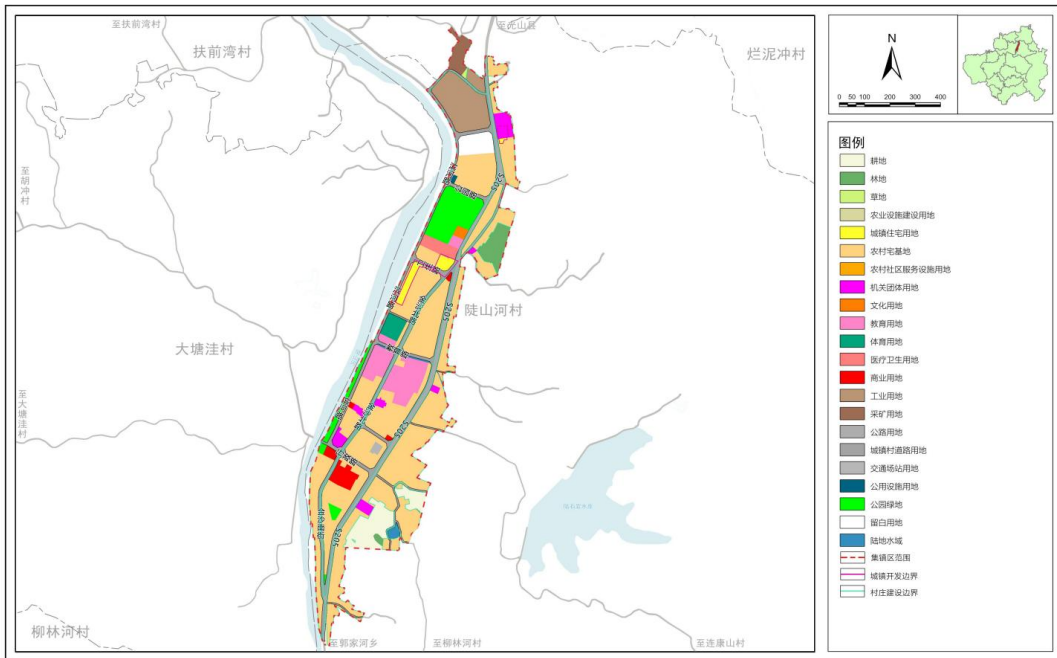 至扶前湾村
扶前湾村
至光山县
烂泥冲村
至胡冲村
S205
S205
陡山河村
大塘洼村
至大塘洼村
S205
S205
柳林河村
至郭家河乡
至柳林河村
至连康山村
N
0 50 100 200 300 400
图例
耕地
林地
草地
农业设施建设用地
城镇住宅用地
农村宅基地
农村社区服务设施用地
机关团体用地
文化用地
教育用地
体育用地
医疗卫生用地
商业用地
工业用地
采矿用地
公路用地
城镇村道路用地
交通场站用地
公用设施用地
公园绿地
留白用地
陆地水域
集镇区范围
城镇开发边界
村庄建设边界